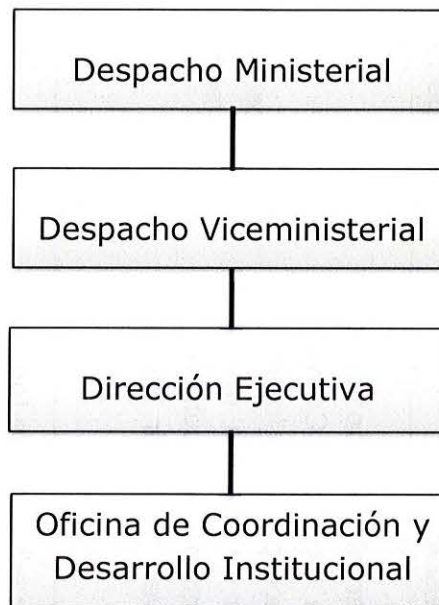 Despacho Ministerial
Despacho Viceministerial
Dirección Ejecutiva
Oficina de Coordinación y
Desarrollo Institucional